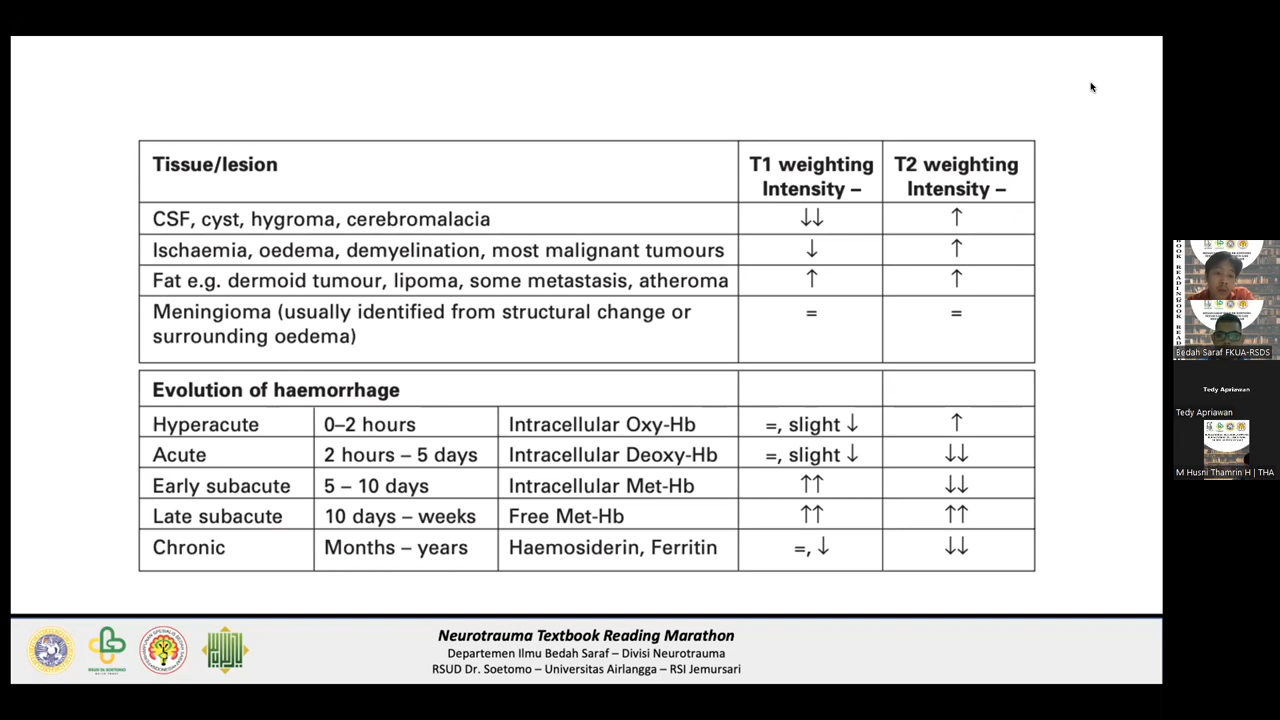 Tissue/lesion T1 weighting Intensity – T2 weighting Intensity –
CSF, cyst, hygroma, cerebromalacia ↓↓ ↑
Ischaemia, oedema, demyelination, most malignant tumours ↓ ↑
Fat e.g. dermoid tumour, lipoma, some metastasis, atheroma ↑ ↑
Meningioma (usually identified from structural change or = =
surrounding oedema)
Evolution of haemorrhage
Hyperacute 0–2 hours Intracellular Oxy-Hb =, slight ↓ ↑
Acute 2 hours – 5 days Intracellular Deoxy-Hb =, slight ↓ ↓↓
Early subacute 5 – 10 days Intracellular Met-Hb ↑↑ ↓↓
Late subacute 10 days – weeks Free Met-Hb ↑↑ ↑↑
Chronic Months – years Haemosiderin, Ferritin =, ↓ ↓↓
Neurotrauma Textbook Reading Marathon
Departemen Ilmu Bedah Saraf – Divisi Neurotrauma
RSUD Dr. Soetomo – Universitas Airlangga – RSI Jemursari
Bedah Saraf FKUA-RSDS
Tedy Apriawan
Tedy Apriawan
M Husni Thamrin H | THA